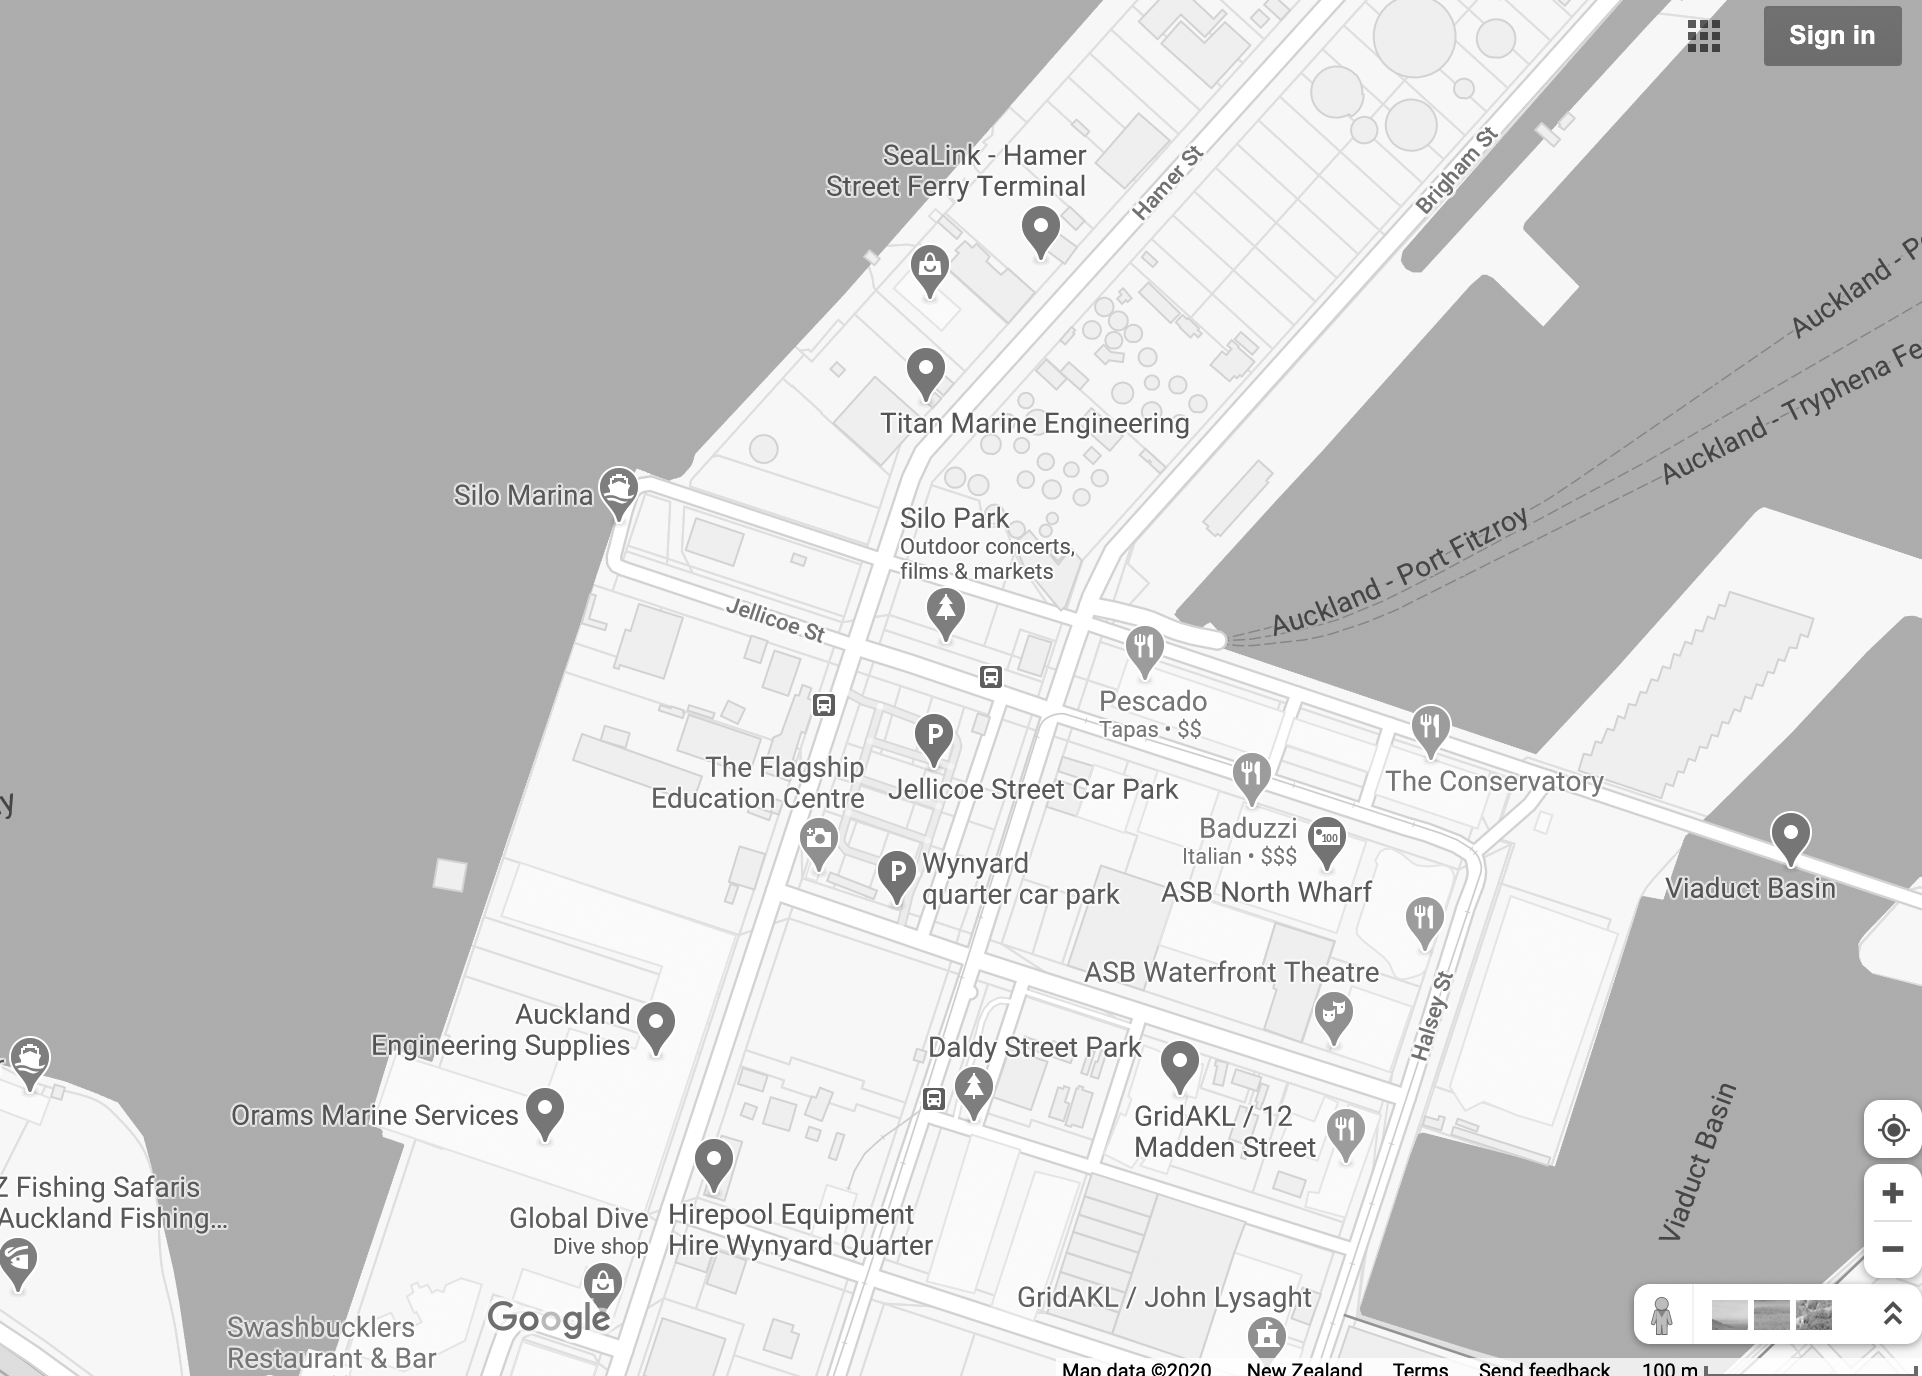 Sign in
SeaLink - Hamer
Street Ferry Terminal
Hamer St
Brigham St
Auckland - Po
Auckland - Tryphena Fe
Titan Marine Engineering
Silo Marina
Silo Park
Outdoor concerts,
films & markets
Auckland - Port Fitzroy
Jellicoe St
Pescado
Tapas • $$
P
The Flagship
Education Centre
Jellicoe Street Car Park
The Conservatory
y
Baduzzi
Italian • $$$
100
P
Wynyard
quarter car park
ASB North Wharf
Viaduct Basin
ASB Waterfront Theatre
Auckland
Engineering Supplies
Halsey St
Daldy Street Park
Orams Marine Services
GridAKL / 12
Madden Street
Viaduct Basin
Z Fishing Safaris
Auckland Fishing...
Global Dive
Dive shop
Hirepool Equipment
Hire Wynyard Quarter
GridAKL / John Lysaght
Google
Swashbucklers
Restaurant & Bar
Map data ©2020 New Zealand Terms Send feedback 100 m